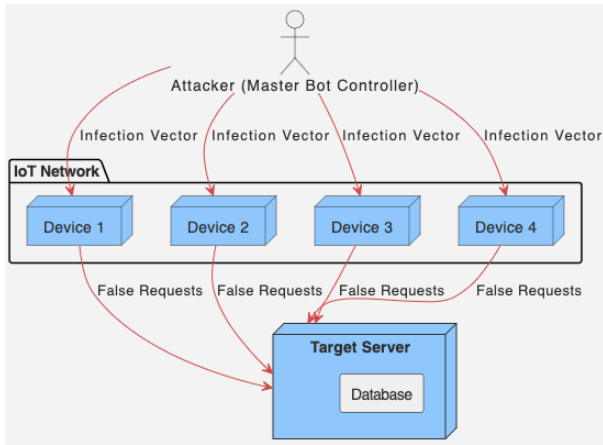 Attacker (Master Bot Controller)
Infection Vector Infection Vector Infection Vector Infection Vector
IoT Network
Device 1 Device 2 Device 3 Device 4
False Requests False Requests False Requests False Requests
Target Server
Database